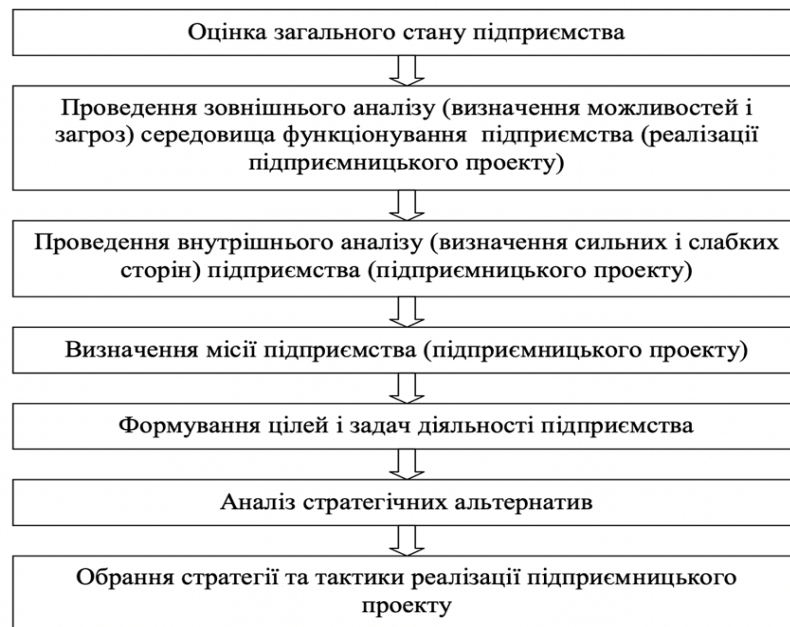 Оцінка загального стану підприємства
Проведення зовнішнього аналізу (визначення можливостей і
загроз) середовища функціонування підприємства (реалізації
підприємницького проекту)
Проведення внутрішнього аналізу (визначення сильних і слабких
сторін) підприємства (підприємницького проекту)
Визначення місії підприємства (підприємницького проекту)
Формування цілей і задач діяльності підприємства
Аналіз стратегічних альтернатив
Обрання стратегії та тактики реалізації підприємницького
проекту